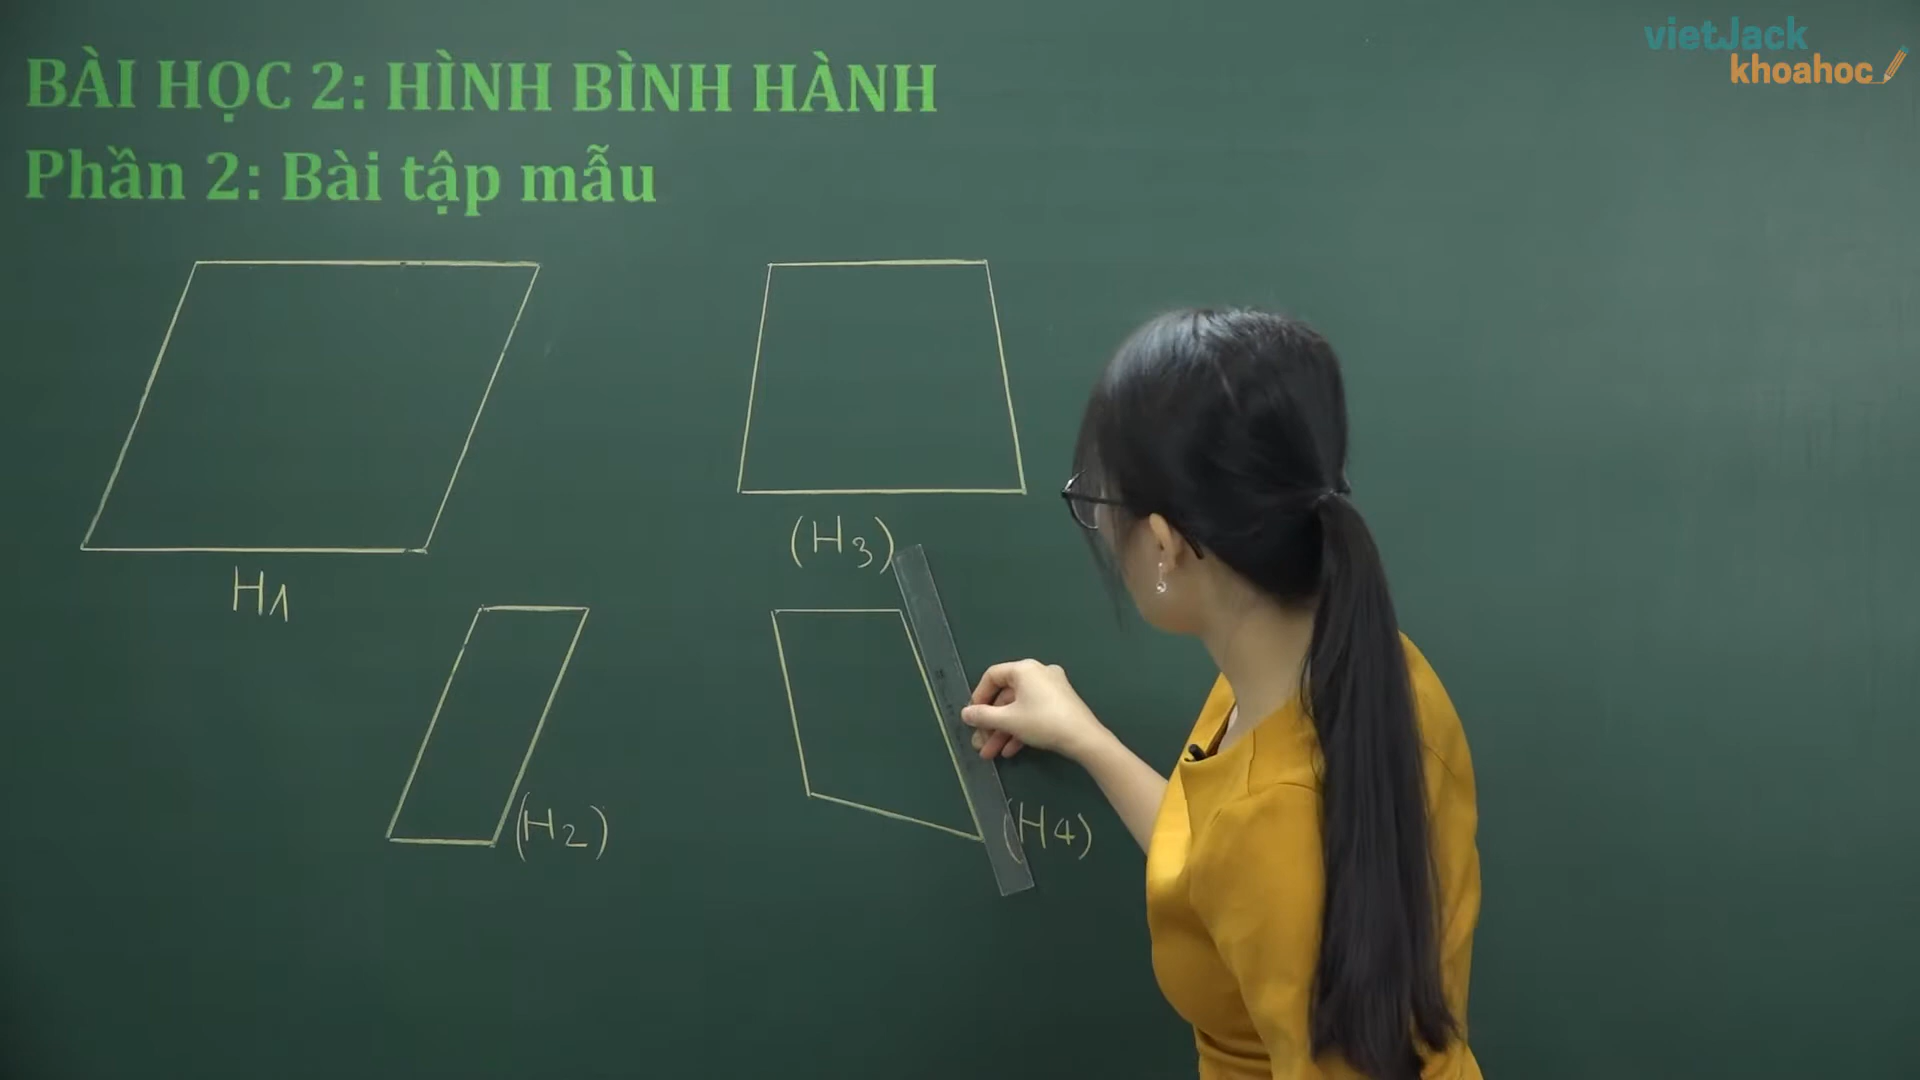 vietJack
khoahoc
BÀI HỌC 2: HÌNH BÌNH HÀNH
Phần 2: Bài tập mẫu
H1
(H3)
(H2)
(H4)